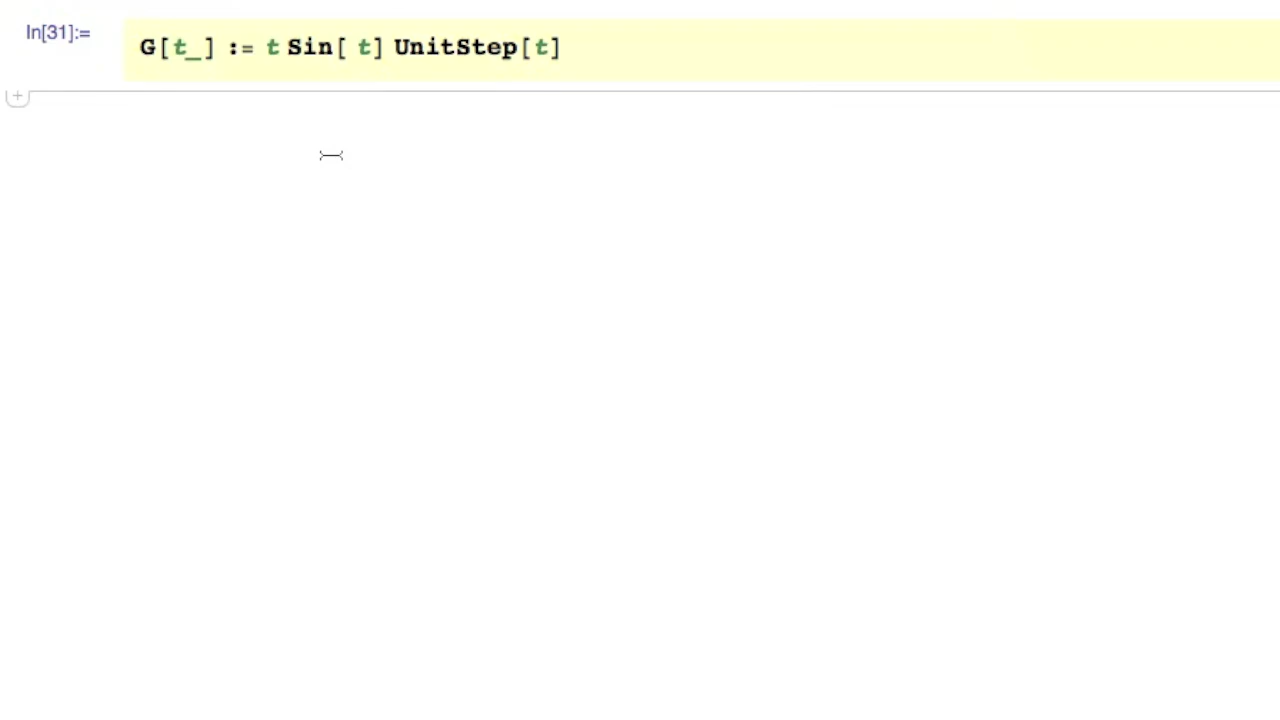 In[31]:=
G[t_] := t Sin[ t] UnitStep[t]